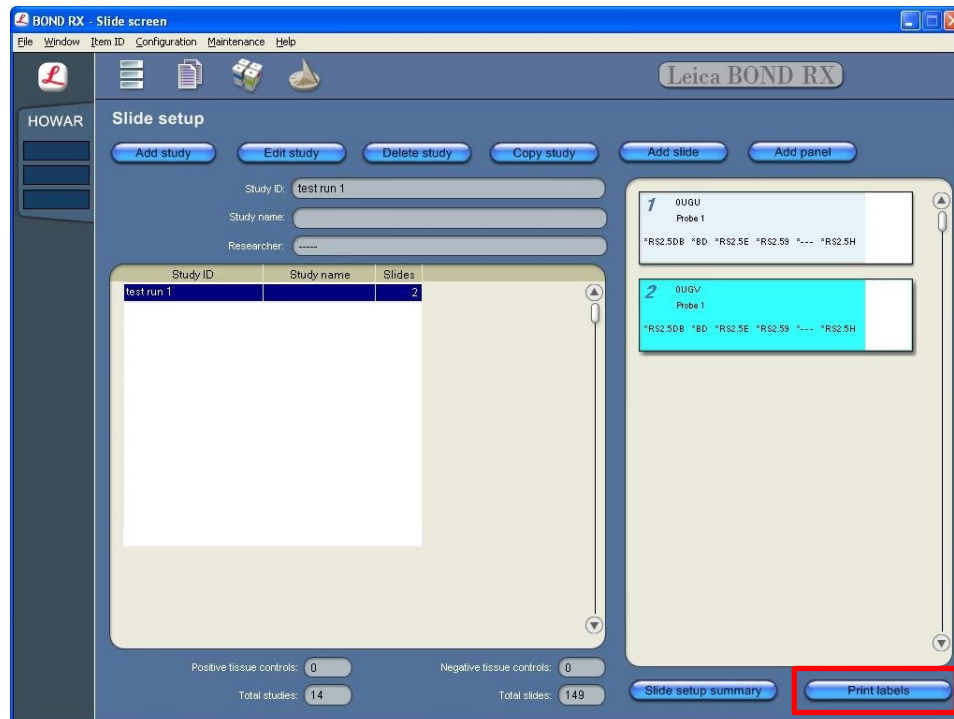 BOND RX - Slide screen
File Window Item ID Configuration Maintenance Help
Leica BOND RX
HOWAR
Slide setup
Add study Edit study Delete study Copy study Add slide Add panel
Study ID: test run 1
Study name:
Researcher: -----
Study ID Study name Slides
test run 1 2
1 0UGU
Probe 1
*RS2.5DB *BD *RS2.5E *RS2.59 *--- *RS2.5H
2 0UGV
Probe 1
*RS2.5DB *BD *RS2.5E *RS2.59 *--- *RS2.5H
Positive tissue controls: 0 Negative tissue controls: 0
Total studies: 14 Total slides: 149
Slide setup summary Print labels